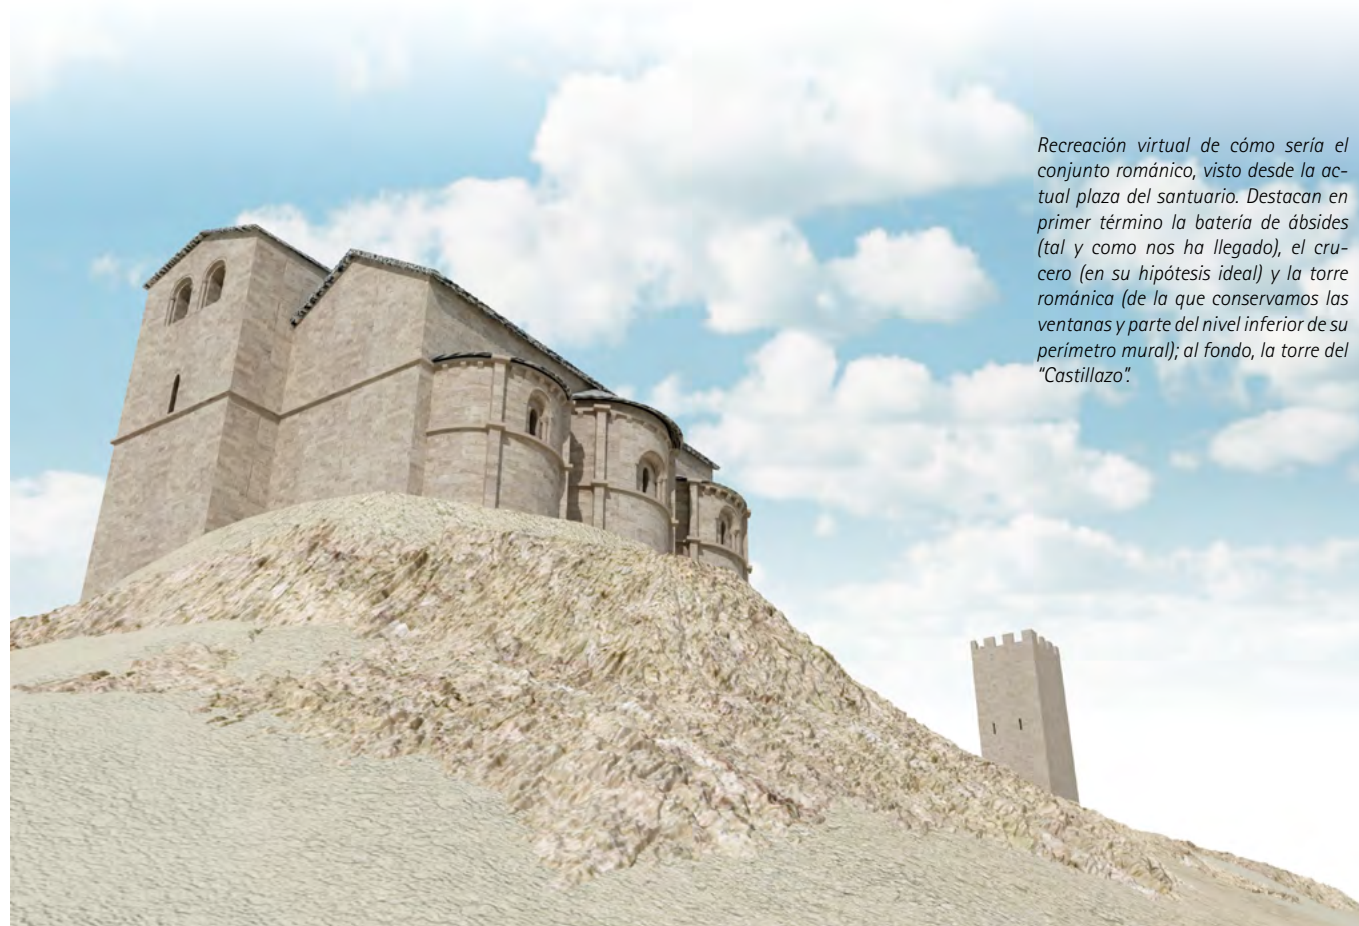 Recreación virtual de cómo sería el
conjunto románico, visto desde la ac-
tual plaza del santuario. Destacan en
primer término la batería de ábsides
(tal y como nos ha llegado), el cru-
cero (en su hipótesis ideal) y la torre
románica (de la que conservamos las
ventanas y parte del nivel inferior de su
perímetro mural); al fondo, la torre del
"Castillazo".